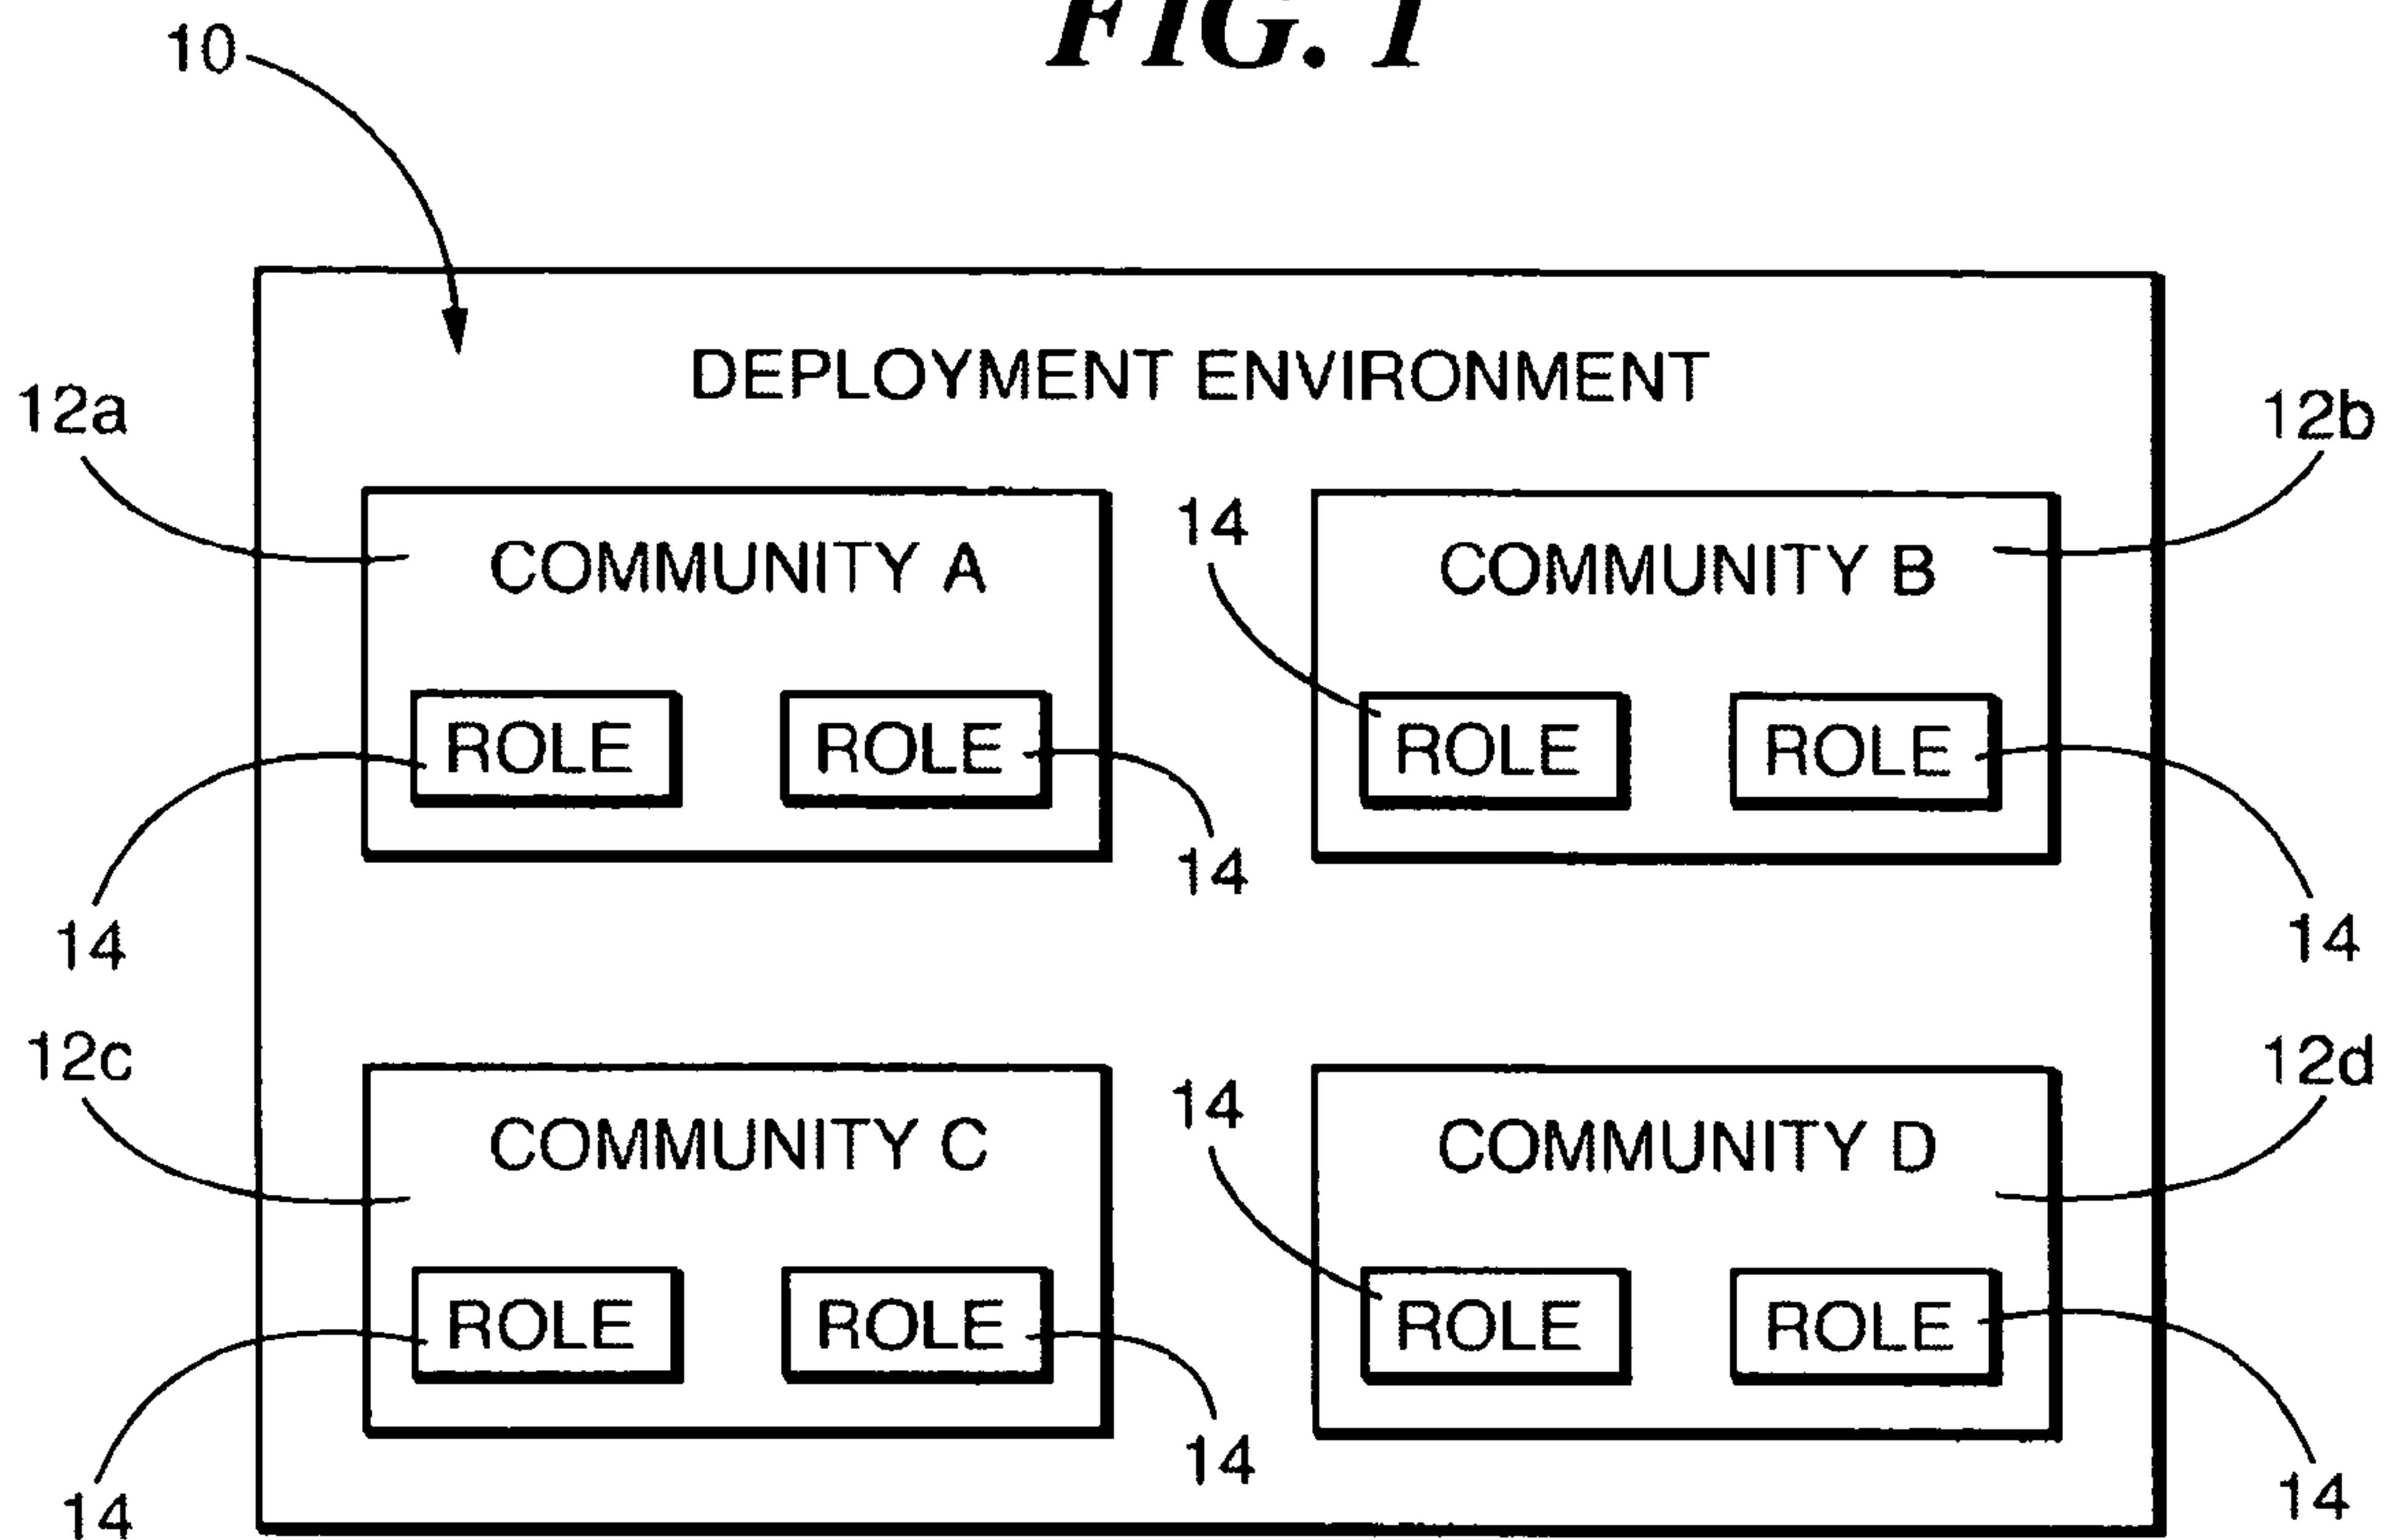 FIG. 1
10
DEPLOYMENT ENVIRONMENT
12a
12b
COMMUNITY A
14
COMMUNITY B
ROLE
ROLE
ROLE
ROLE
14
14
14
12c
12d
COMMUNITY C
14
COMMUNITY D
ROLE
ROLE
ROLE
ROLE
14
14
14